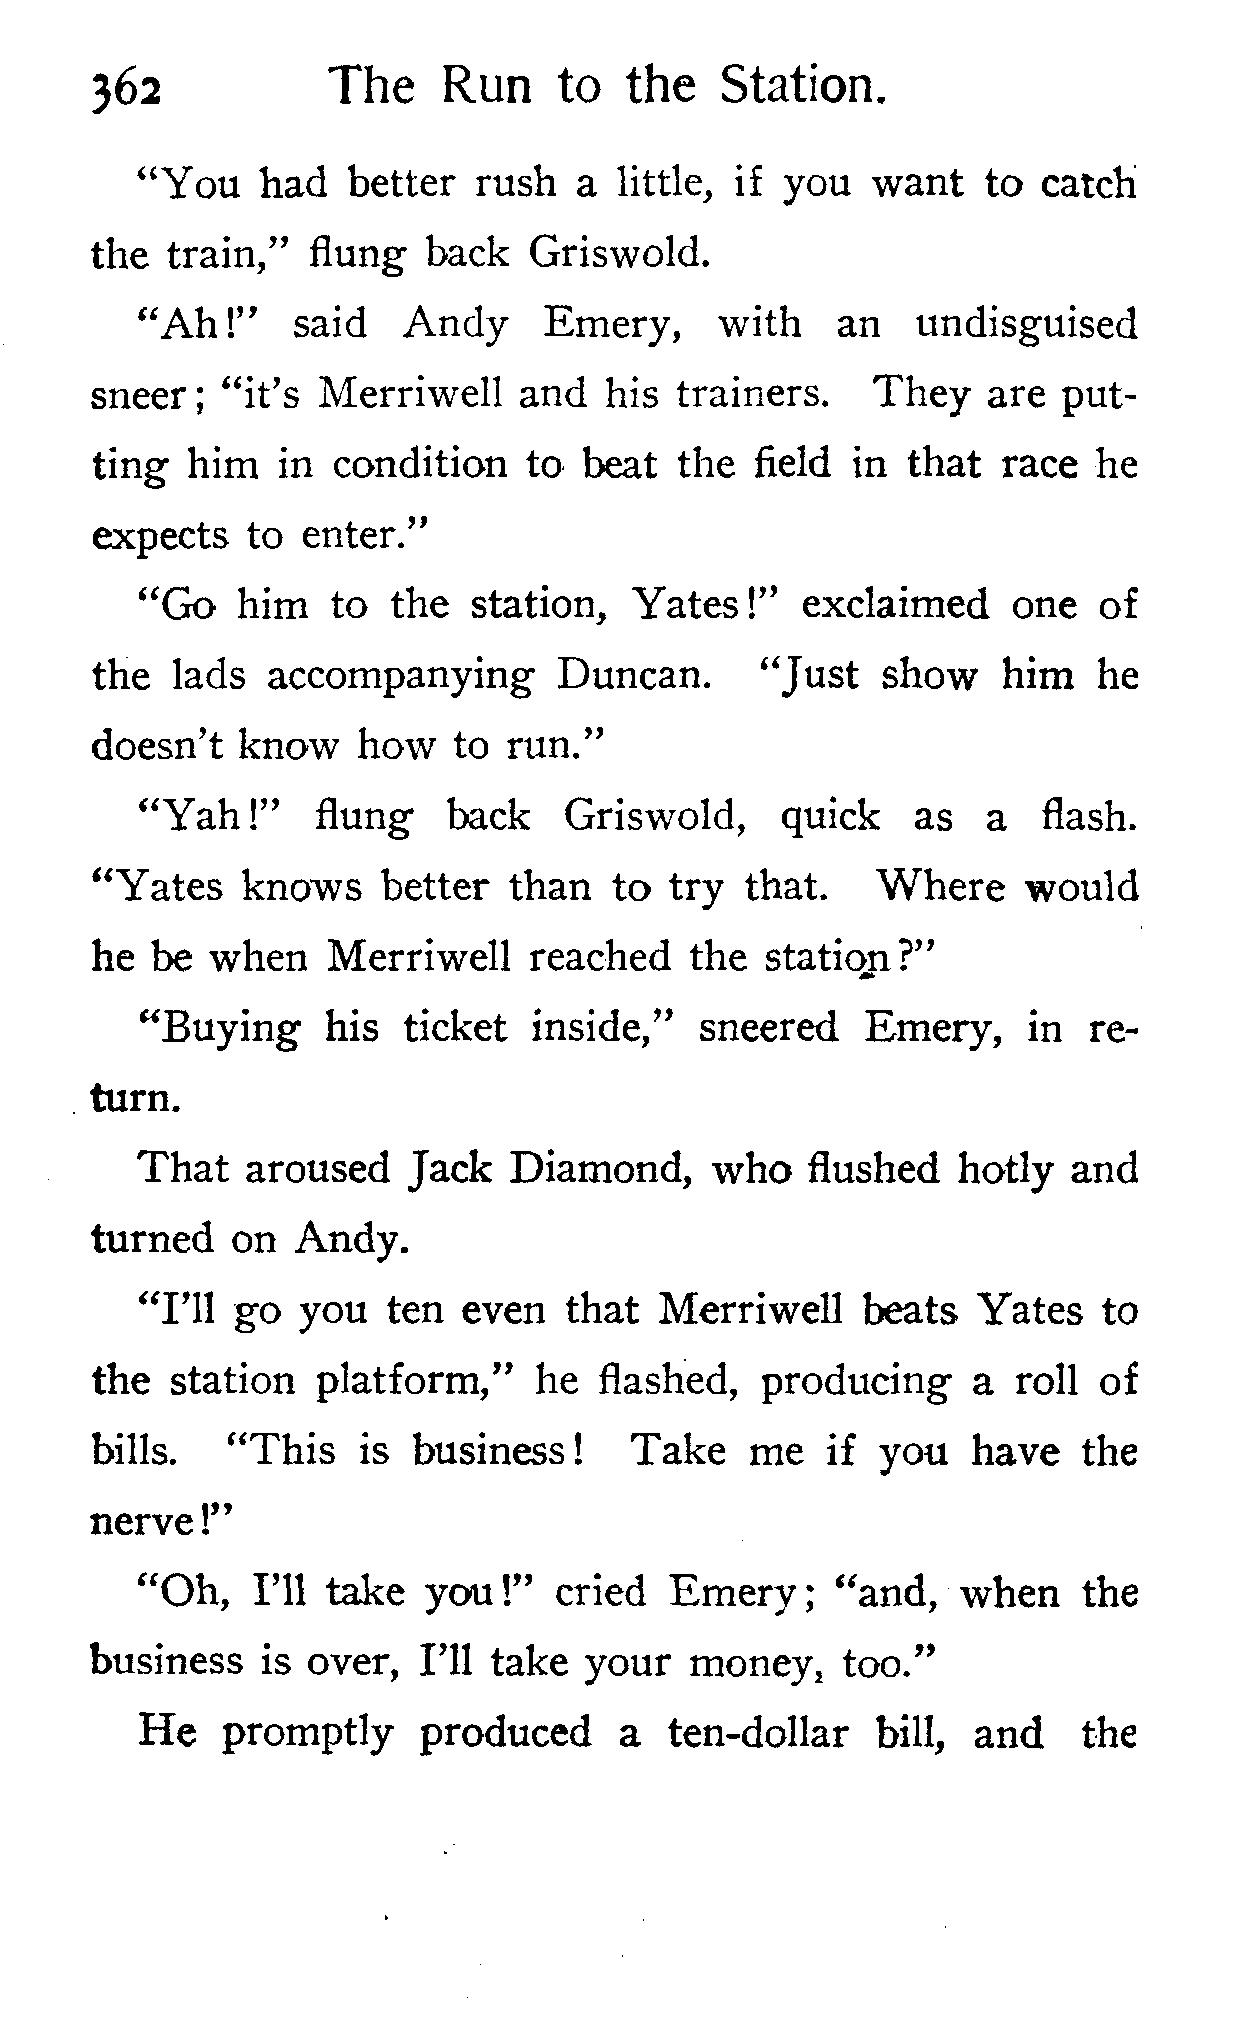 362 The Run to the Station.
“You had better rush a little, if you want to catch
the train,” flung back Griswold.
“Ah!” said Andy Emery, with an undisguised
sneer; “it’s Merriwell and his trainers. They are put-
ting him in condition to beat the field in that race he
expects to enter.”
“Go him to the station, Yates!” exclaimed one of
the lads accompanying Duncan. “Just show him he
doesn’t know how to run.”
“Yah!” flung back Griswold, quick as a flash.
“Yates knows better than to try that. Where would
he be when Merriwell reached the station?”
“Buying his ticket inside,” sneered Emery, in re-
turn.
That aroused Jack Diamond, who flushed hotly and
turned on Andy.
“I’ll go you ten even that Merriwell beats Yates to
the station platform,” he flashed, producing a roll of
bills. “This is business! Take me if you have the
nerve!”
“Oh, I’ll take you!” cried Emery; “and, when the
business is over, I’ll take your money, too.”
He promptly produced a ten-dollar bill, and the